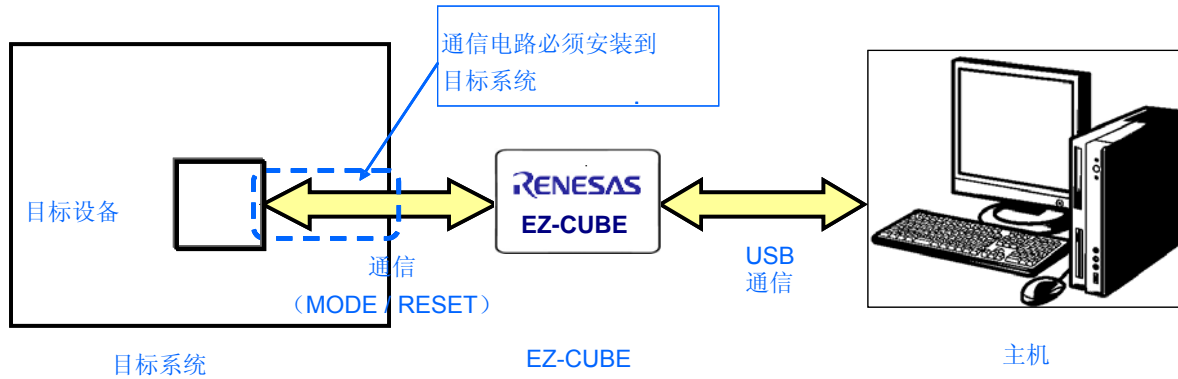 通信电路必须安装到
目标系统
目标设备
RENESAS
EZ-CUBE
通信
（MODE / RESET）
USB
通信
目标系统
EZ-CUBE
主机